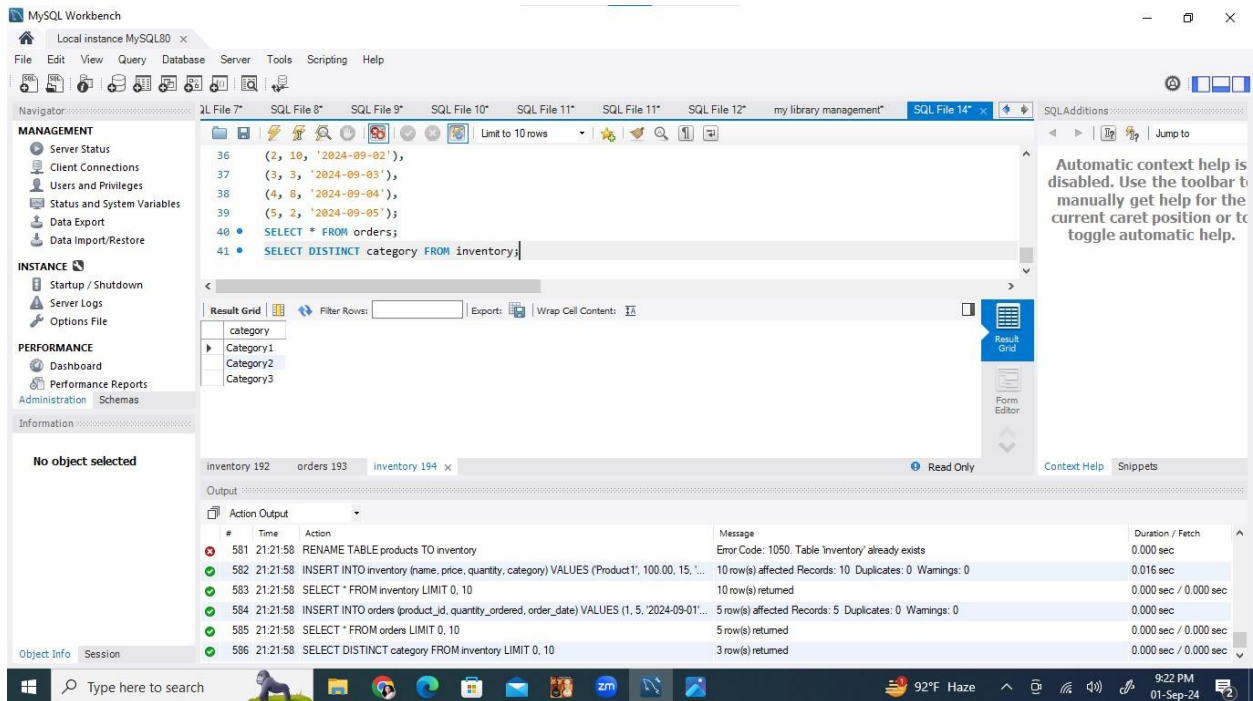 MySQL Workbench
Local instance MySQL80
File Edit View Query Database Server Tools Scripting Help
Navigator
QL File 7* SQL File 8* SQL File 9* SQL File 10* SQL File 11* SQL File 11* SQL File 12* my library management* SQL File 14*
SQLAdditions
MANAGEMENT
Server Status
Client Connections
Users and Privileges
Status and System Variables
Data Export
Data Import/Restore
INSTANCE
Startup / Shutdown
Server Logs
Options File
PERFORMANCE
Dashboard
Performance Reports
Administration Schemas
Information
No object selected
Object Info Session
Limit to 10 rows
36 (2, 10, '2024-09-02'),
37 (3, 3, '2024-09-03'),
38 (4, 8, '2024-09-04'),
39 (5, 2, '2024-09-05');
40 SELECT * FROM orders;
41 SELECT DISTINCT category FROM inventory;
Result Grid Filter Rows: Export: Wrap Cell Content:
category
Category1
Category2
Category3
Result
Grid
Form
Editor
inventory 192 orders 193 inventory 194 Read Only
Jump to
Automatic context help is
disabled. Use the toolbar to
manually get help for the
current caret position or to
toggle automatic help.
Context Help Snippets
Output
Action Output
# Time Action Message Duration / Fetch
581 21:21:58 RENAME TABLE products TO inventory Error Code: 1050. Table 'inventory' already exists 0.000 sec
582 21:21:58 INSERT INTO inventory (name, price, quantity, category) VALUES ('Product1', 100.00, 15, '... 10 row(s) affected Records: 10 Duplicates: 0 Warnings: 0 0.016 sec
583 21:21:58 SELECT * FROM inventory LIMIT 0, 10 10 row(s) returned 0.000 sec / 0.000 sec
584 21:21:58 INSERT INTO orders (product_id, quantity_ordered, order_date) VALUES (1, 5, '2024-09-01'... 5 row(s) affected Records: 5 Duplicates: 0 Warnings: 0 0.000 sec
585 21:21:58 SELECT * FROM orders LIMIT 0, 10 5 row(s) returned 0.000 sec / 0.000 sec
586 21:21:58 SELECT DISTINCT category FROM inventory LIMIT 0, 10 3 row(s) returned 0.000 sec / 0.000 sec
Type here to search
zm
92°F Haze
9:22 PM
01-Sep-24
2